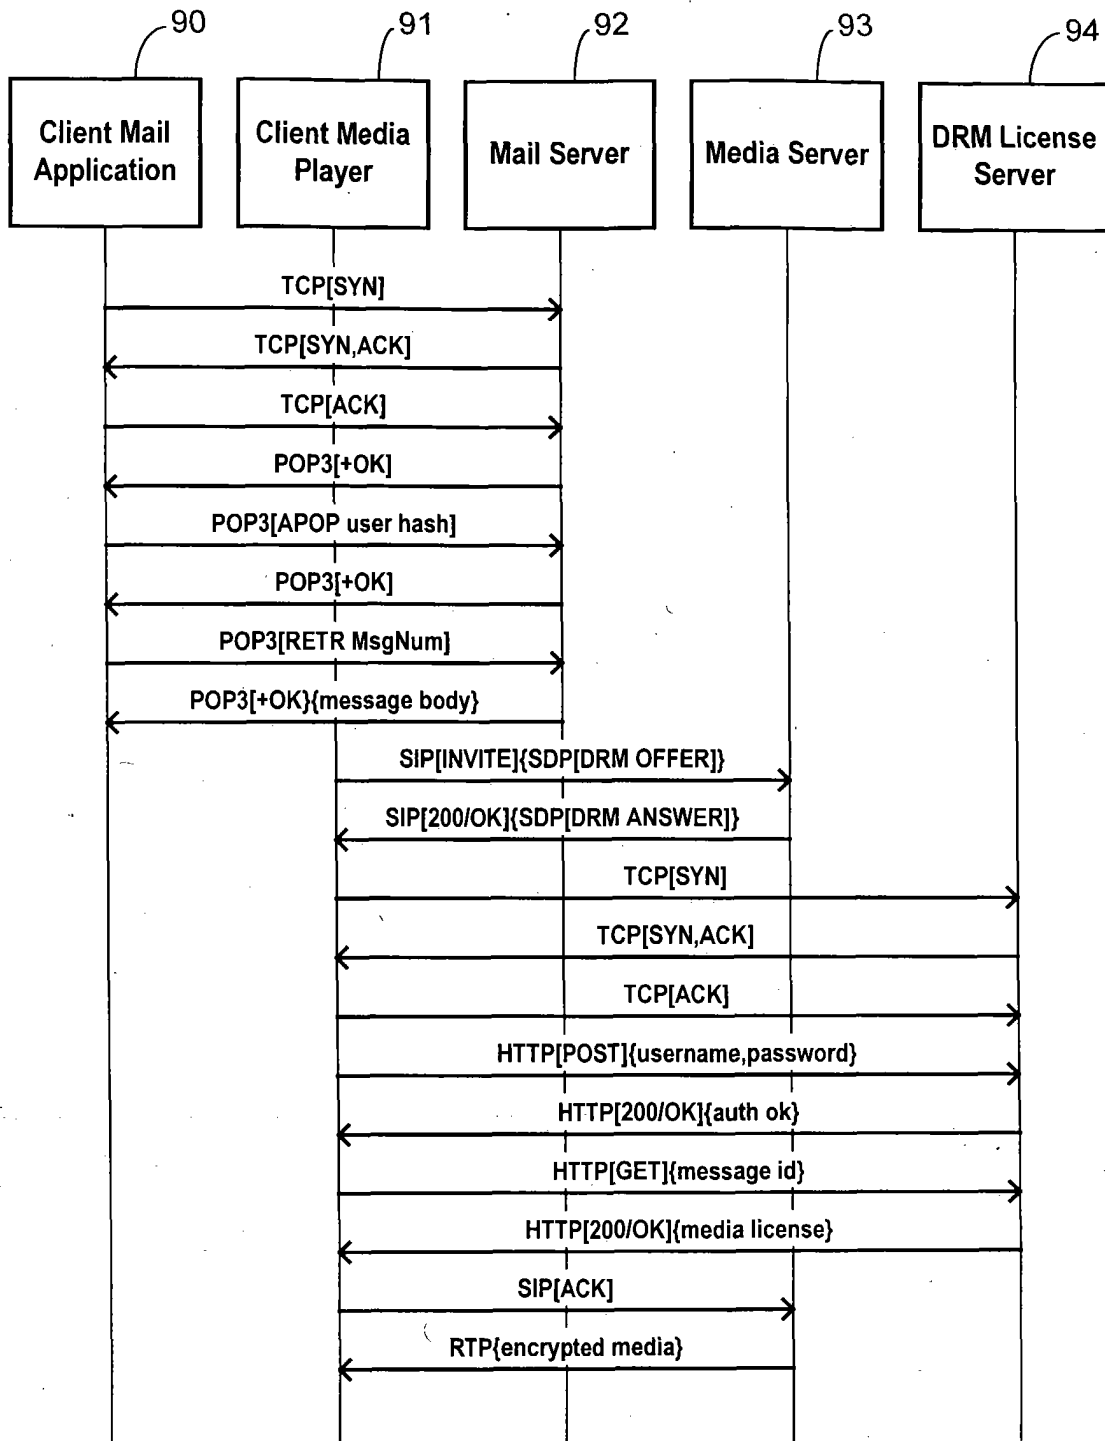 90
91
92
93
94
Client Mail
Application
Client Media
Player
Mail Server
Media Server
DRM License
Server
TCP[SYN]
TCP[SYN,ACK]
TCP[ACK]
POP3[+OK]
POP3[APOP user hash]
POP3[+OK]
POP3[RETR MsgNum]
POP3[+OK}{message body}
SIP[INVITE]{SDP[DRM OFFER]}
SIP[200/OK]{SDP[DRM ANSWER]}
TCP[SYN]
TCP[SYN,ACK]
TCP[ACK]
HTTP[POST]{username,password}
HTTP[200/OK]{auth ok}
HTTP[GET]{message id}
HTTP[200/OK]{media license}
SIP[ACK]
RTP{encrypted media}